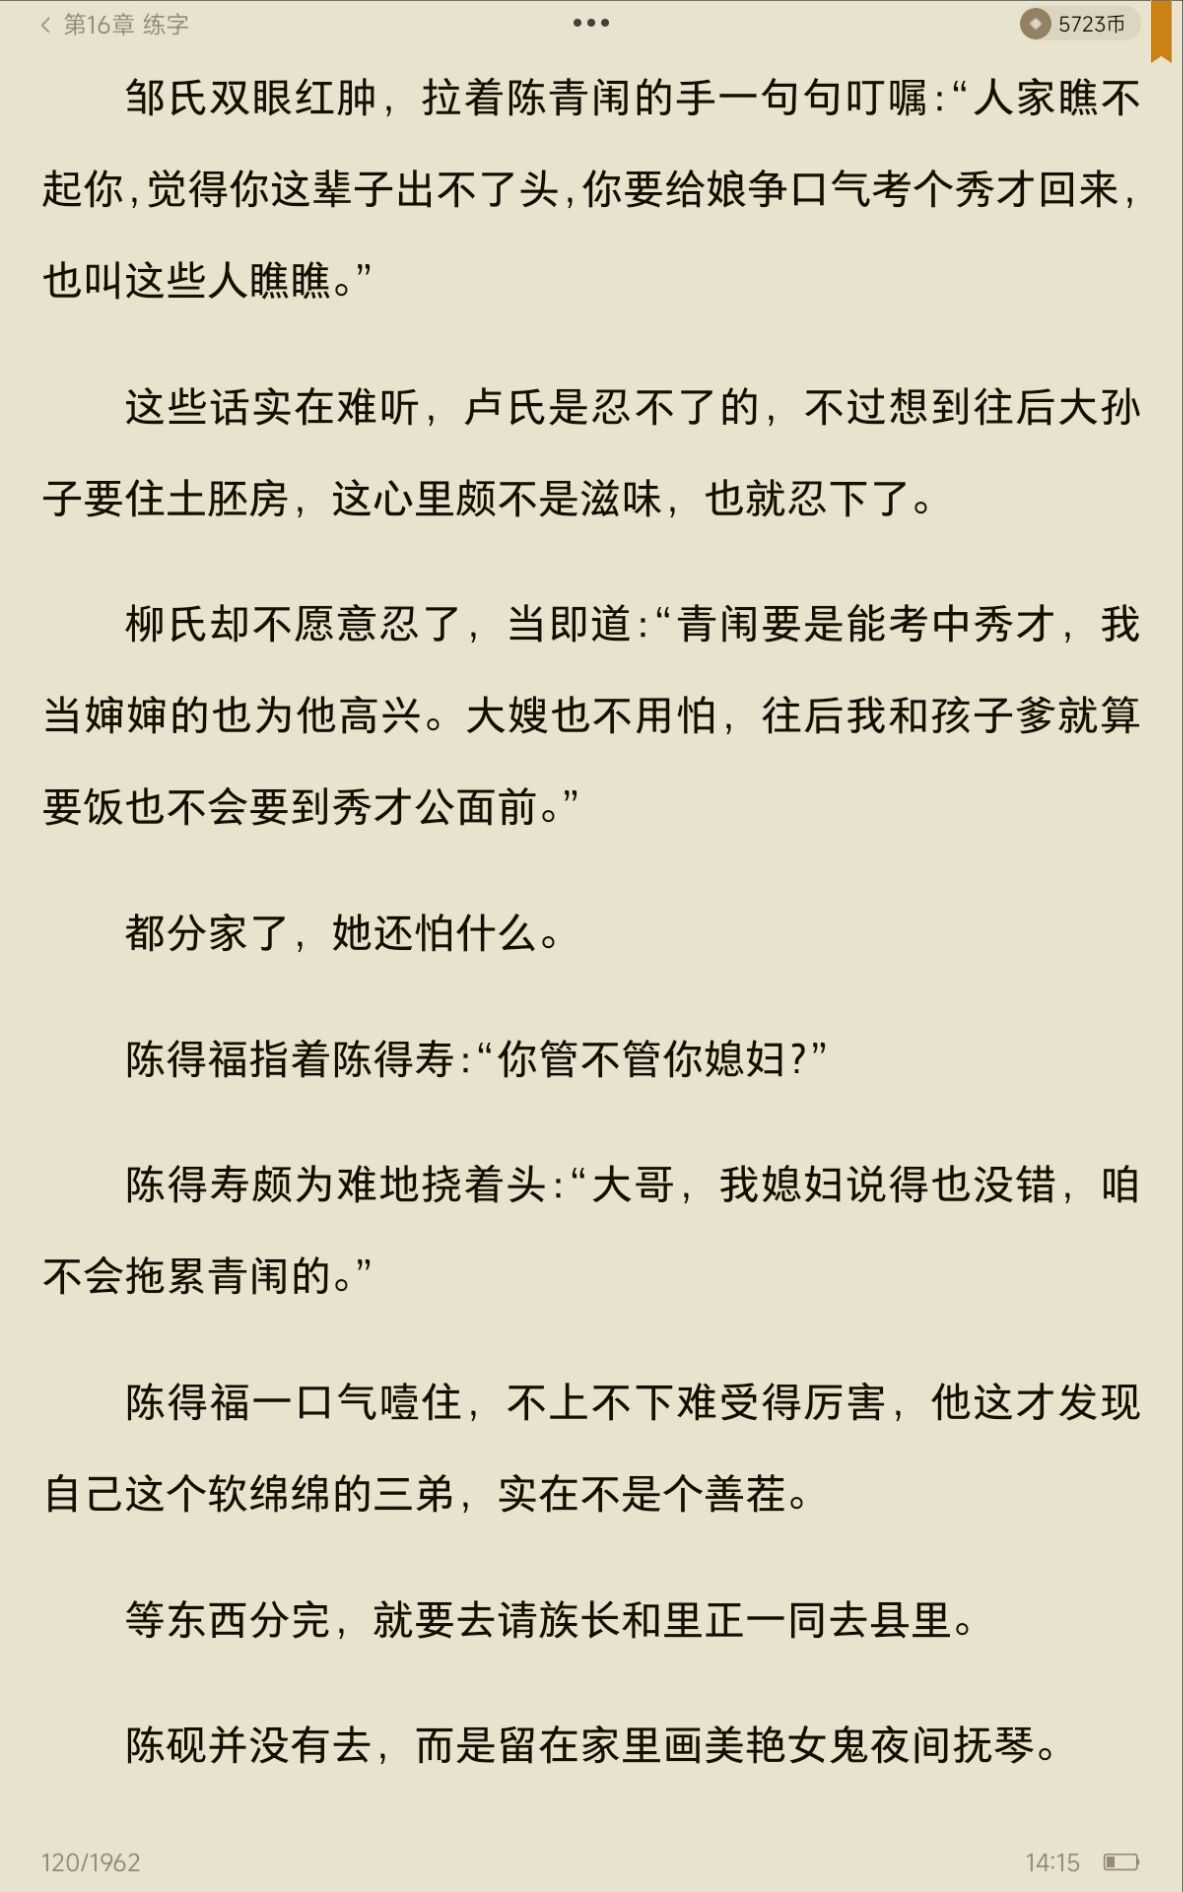 第16章 练字
5723币
邹氏双眼红肿，拉着陈青闱的手一句句叮嘱：“人家瞧不
起你，觉得你这辈子出不了头，你要给娘争口气考个秀才回来，
也叫这些人瞧瞧。”
这些话实在难听，卢氏是忍不了的，不过想到往后大孙
子要住土胚房，这心里颇不是滋味，也就忍下了。
柳氏却不愿意忍了，当即道：“青闱要是能考中秀才，我
当婶婶的也为他高兴。大嫂也不用怕，往后我和孩子爹就算
要饭也不会要到秀才公面前。”
都分家了，她还怕什么。
陈得福指着陈得寿：“你管不管你媳妇？”
陈得寿颇为难地挠着头：“大哥，我媳妇说得也没错，咱
不会拖累青闱的。”
陈得福一口气噎住，不上不下难受得厉害，他这才发现
自己这个软绵绵的三弟，实在不是个善茬。
等东西分完，就要去请族长和里正一同去县里。
陈砚并没有去，而是留在家里画美艳女鬼夜间抚琴。
120/1962
14:15